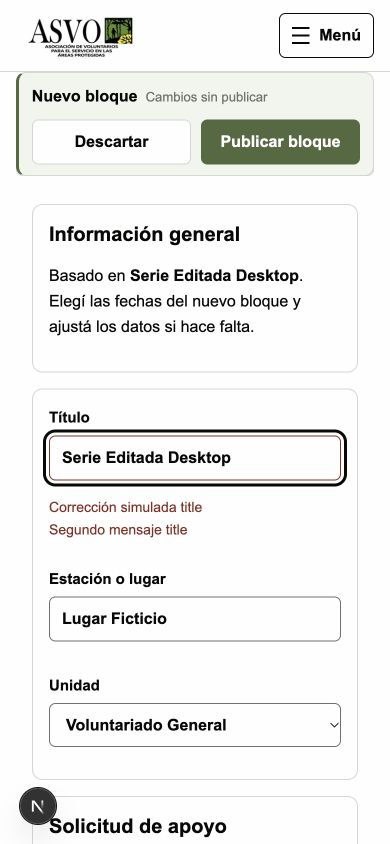 ASVO
ASOCIACIÓN DE VOLUNTARIOS
PARA EL SERVICIO EN LAS
ÁREAS PROTEGIDAS
Menú
Nuevo bloque Cambios sin publicar
Descartar
Publicar bloque
Información general
Basado en Serie Editada Desktop.
Elegí las fechas del nuevo bloque y
ajustá los datos si hace falta.
Título
Serie Editada Desktop
Corrección simulada title
Segundo mensaje title
Estación o lugar
Lugar Ficticio
Unidad
Voluntariado General
N
Solicitud de apoyo